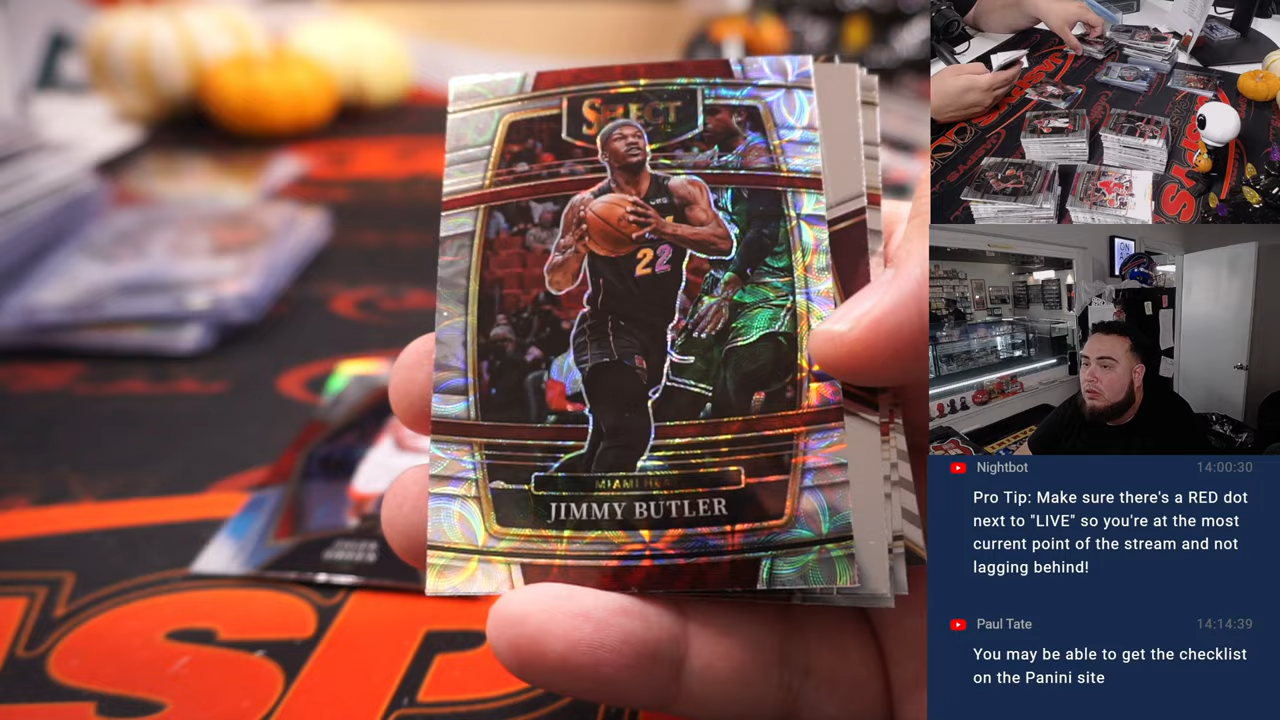 SELECT
22
MIAMI HEAT
JIMMY BUTLER
ON
Nightbot 14:00:30
Pro Tip: Make sure there's a RED dot
next to "LIVE" so you're at the most
current point of the stream and not
lagging behind!
Paul Tate 14:14:39
You may be able to get the checklist
on the Panini site